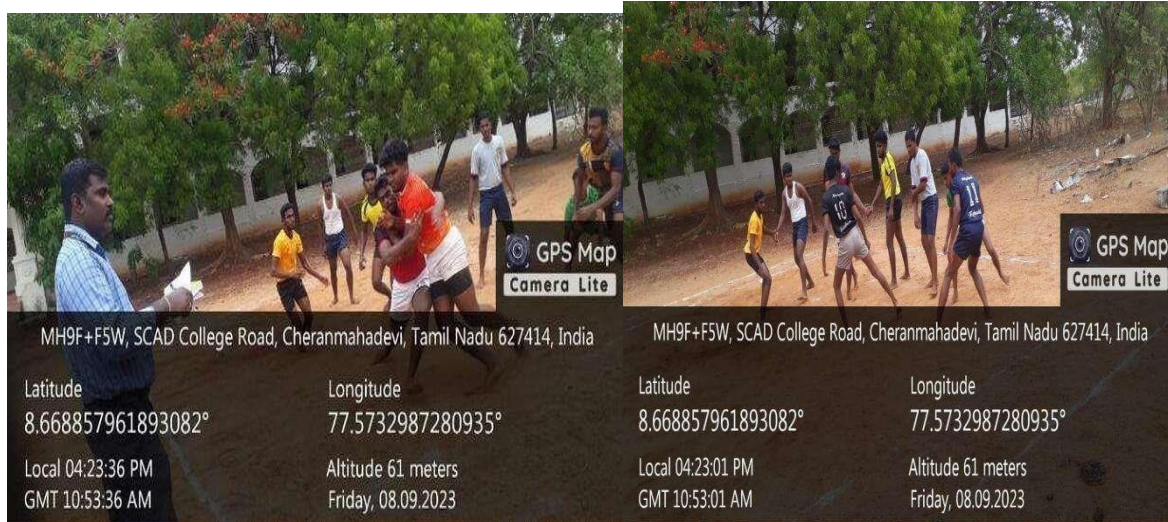 GPS Map
Camera Lite
MH9F+F5W, SCAD College Road, Cheranmahadevi, Tamil Nadu 627414, India
Latitude
8.668857961893082°
Longitude
77.5732987280935°
Local 04:23:36 PM
GMT 10:53:36 AM
Altitude 61 meters
Friday, 08.09.2023
10
11
GPS Map
Camera Lite
MH9F+F5W, SCAD College Road, Cheranmahadevi, Tamil Nadu 627414, India
Latitude
8.668857961893082°
Longitude
77.5732987280935°
Local 04:23:01 PM
GMT 10:53:01 AM
Altitude 61 meters
Friday, 08.09.2023